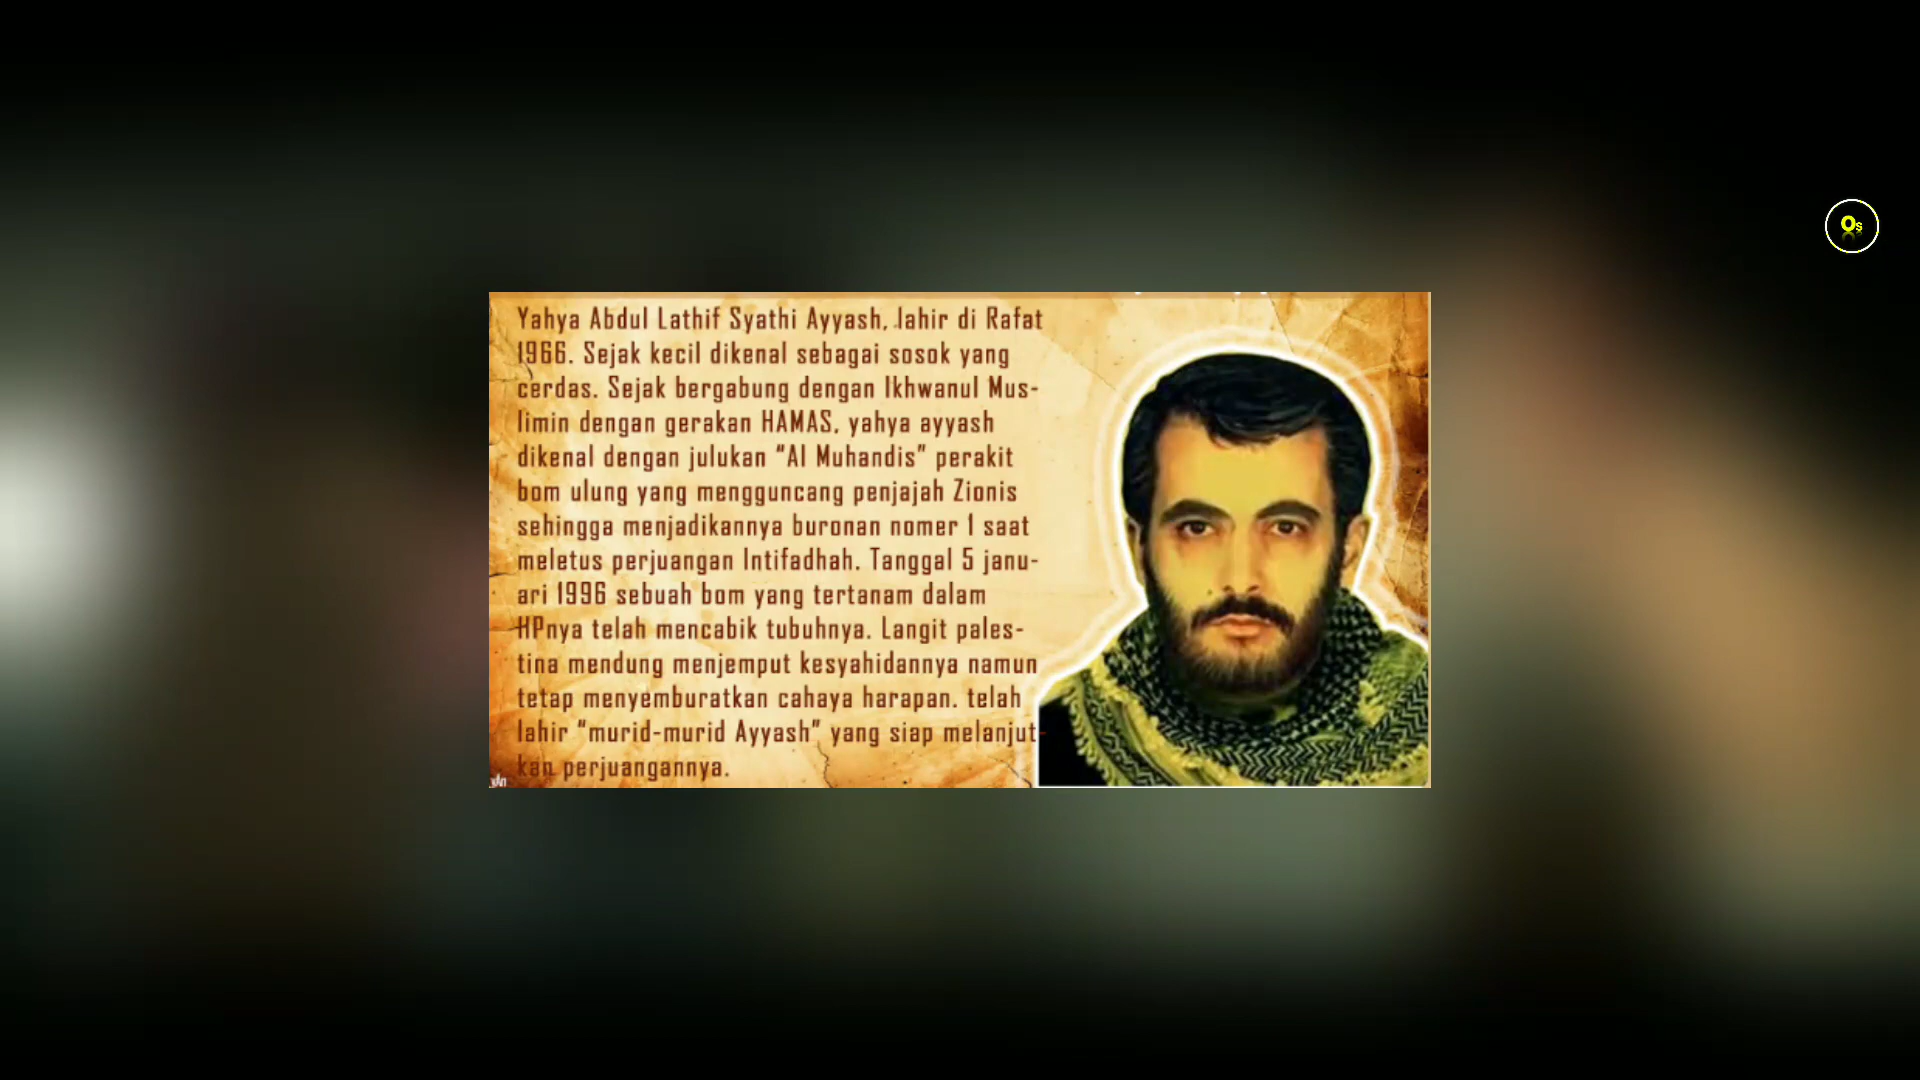 Yahya Abdul Lathif Syathi Ayyash, lahir di Rafat
1966. Sejak kecil dikenal sebagai sosok yang
cerdas. Sejak bergabung dengan Ikhwanul Mus-
limin dengan gerakan HAMAS, yahya ayyash
dikenal dengan julukan "Al Muhandis" perakit
bom ulung yang mengguncang penjajah Zionis
sehingga menjadikannya buronan nomer 1 saat
meletus perjuangan Intifadhah. Tanggal 5 janu-
ari 1996 sebuah bom yang tertanam dalam
HPnya telah mencabik tubuhnya. Langit pales-
tina mendung menjemput kesyahidannya namun
tetap menyemburatkan cahaya harapan. telah
lahir "murid-murid Ayyash" yang siap melanjut-
kan perjuangannya.
Os